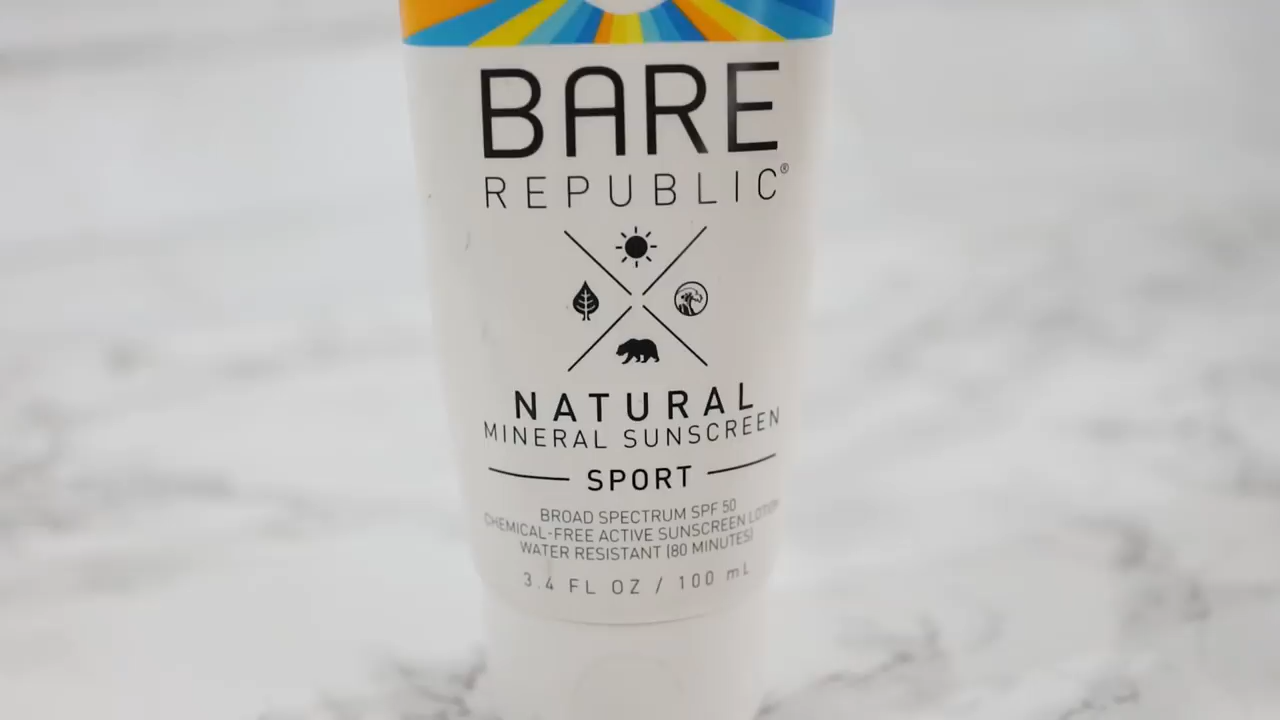 BARE
REPUBLIC®
NATURAL
MINERAL SUNSCREEN
SPORT
BROAD SPECTRUM SPF 50
CHEMICAL-FREE ACTIVE SUNSCREEN LOTION
WATER RESISTANT (80 MINUTES)
3.4 FL OZ / 100 mL